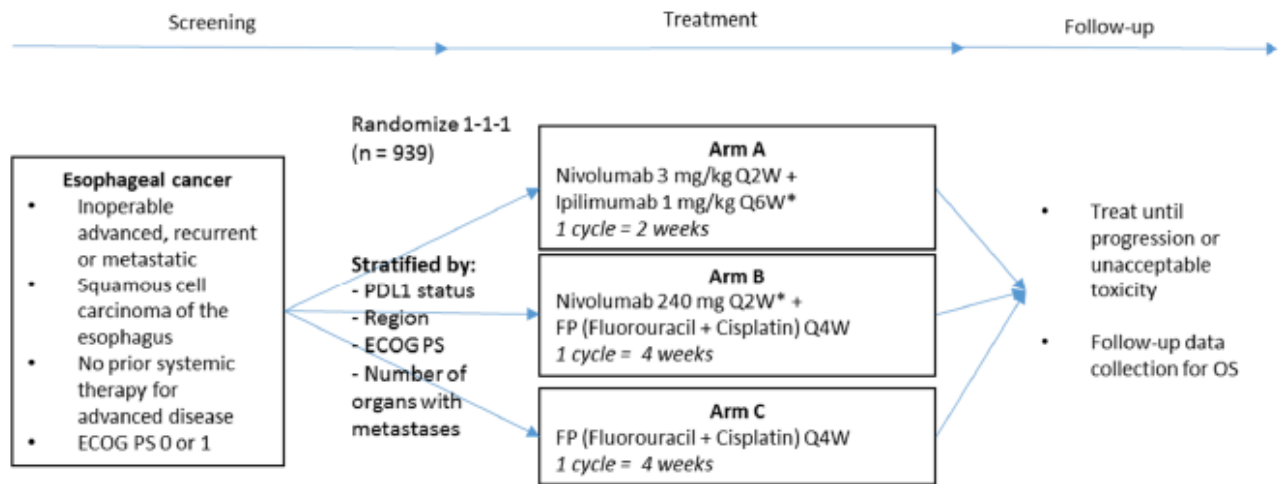 Screening
Treatment
Follow-up
Randomize 1-1-1
(n = 939)
Esophageal cancer
• Inoperable
advanced, recurrent
or metastatic
• Squamous cell
carcinoma of the
esophagus
• No prior systemic
therapy for
advanced disease
• ECOG PS 0 or 1
Stratified by:
- PDL1 status
- Region
- ECOG PS
- Number of
organs with
metastases
Arm A
Nivolumab 3 mg/kg Q2W +
Ipilimumab 1 mg/kg Q6W*
1 cycle = 2 weeks
Arm B
Nivolumab 240 mg Q2W* +
FP (Fluorouracil + Cisplatin) Q4W
1 cycle = 4 weeks
Arm C
FP (Fluorouracil + Cisplatin) Q4W
1 cycle = 4 weeks
• Treat until
progression or
unacceptable
toxicity
• Follow-up data
collection for OS